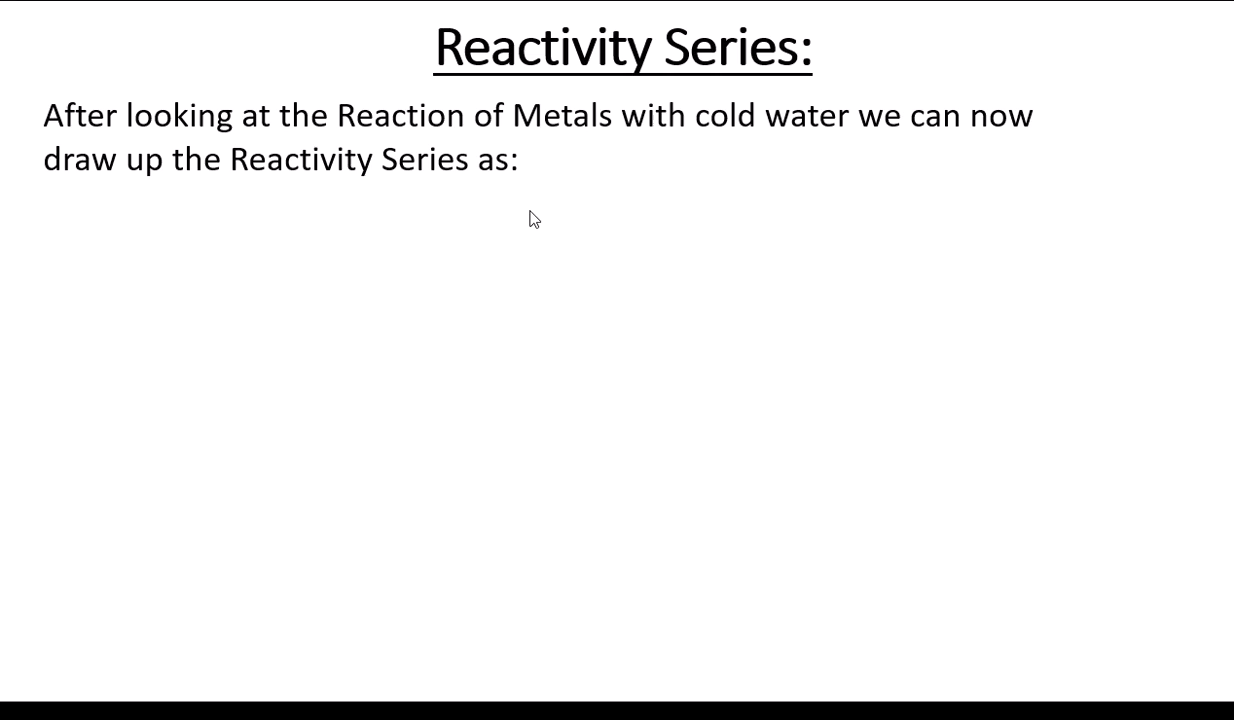 Reactivity Series:
After looking at the Reaction of Metals with cold water we can now
draw up the Reactivity Series as: